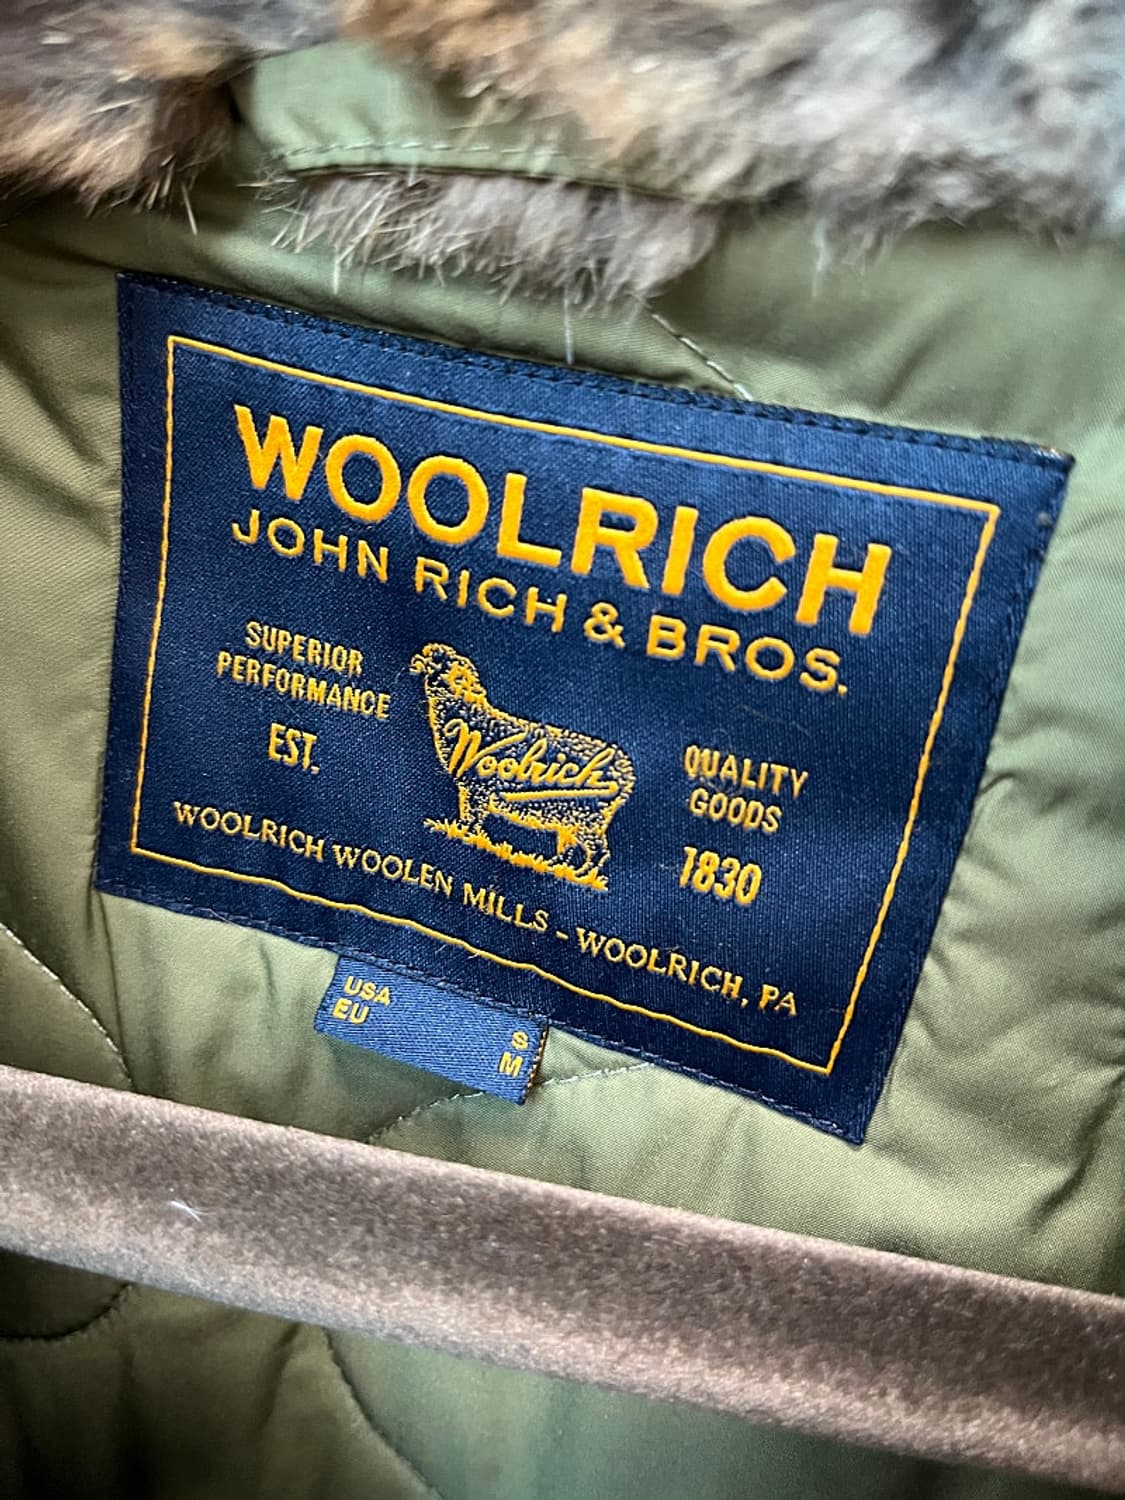 WOOLRICH
JOHN RICH & BROS.
SUPERIOR
PERFORMANCE
EST.
Woolrich
QUALITY
GOODS
1830
WOOLRICH WOOLEN MILLS - WOOLRICH, PA
USA S
EU M